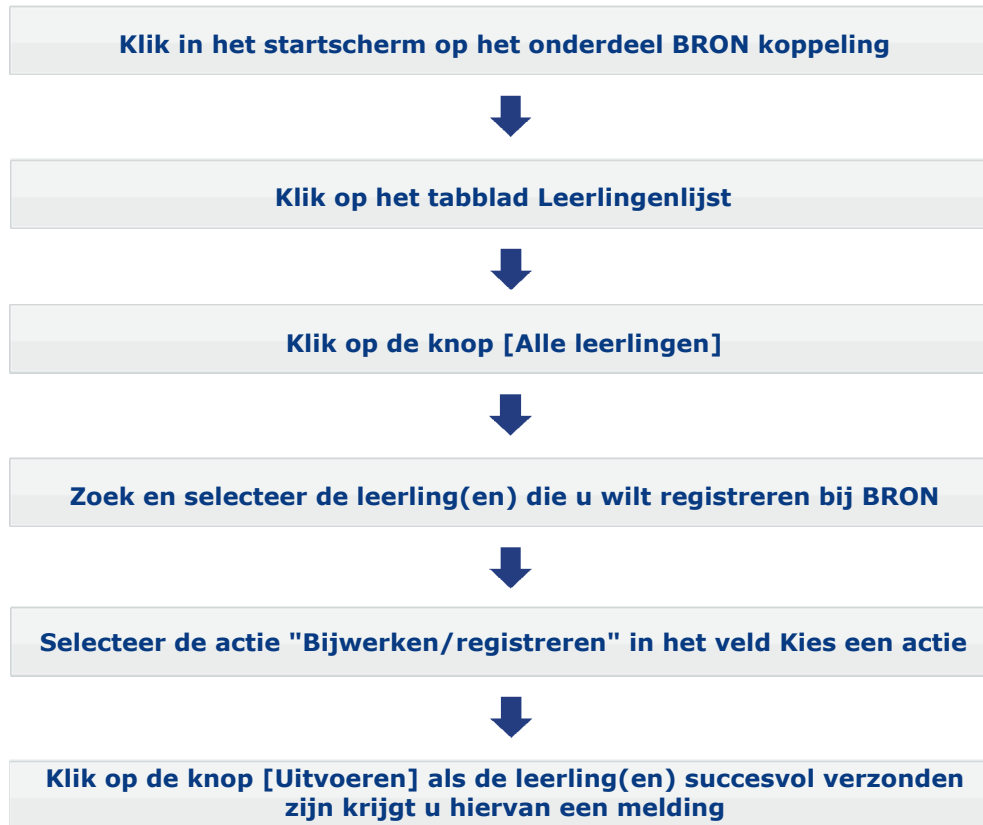 Klik in het startscherm op het onderdeel BRON koppeling
Klik op het tabblad Leerlingenlijst
Klik op de knop [Alle leerlingen]
Zoek en selecteer de leerling(en) die u wilt registreren bij BRON
Selecteer de actie "Bijwerken/registreren" in het veld Kies een actie
Klik op de knop [Uitvoeren] als de leerling(en) succesvol verzonden
zijn krijgt u hiervan een melding